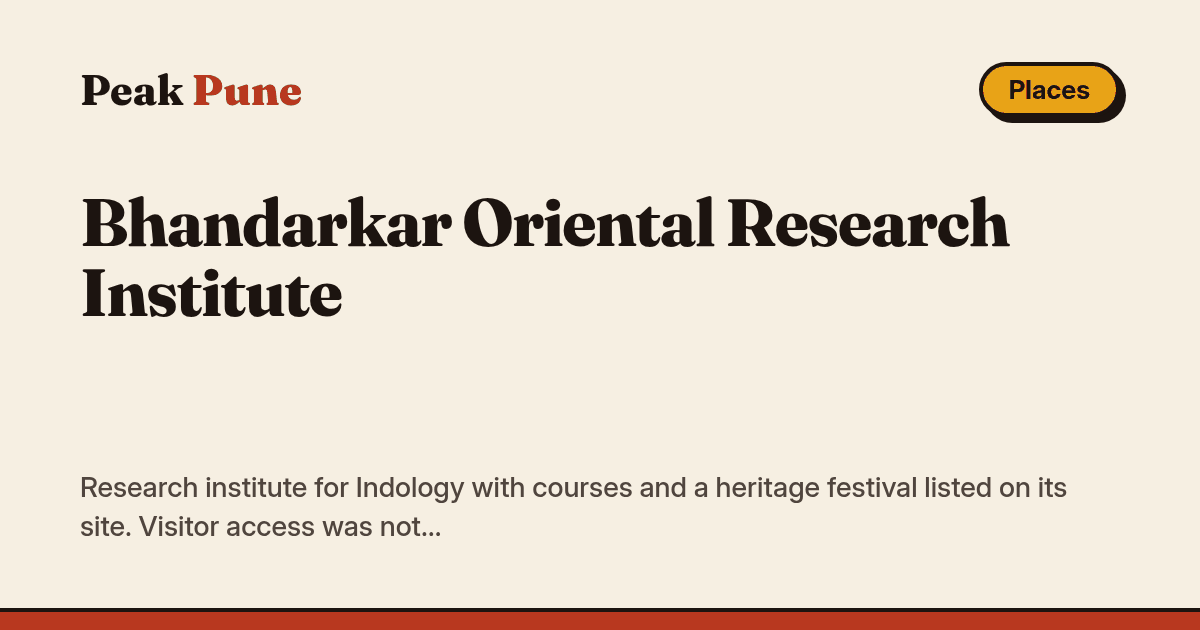 Peak Pune
Places
Bhandarkar Oriental Research
Institute
Research institute for Indology with courses and a heritage festival listed on its
site. Visitor access was not...